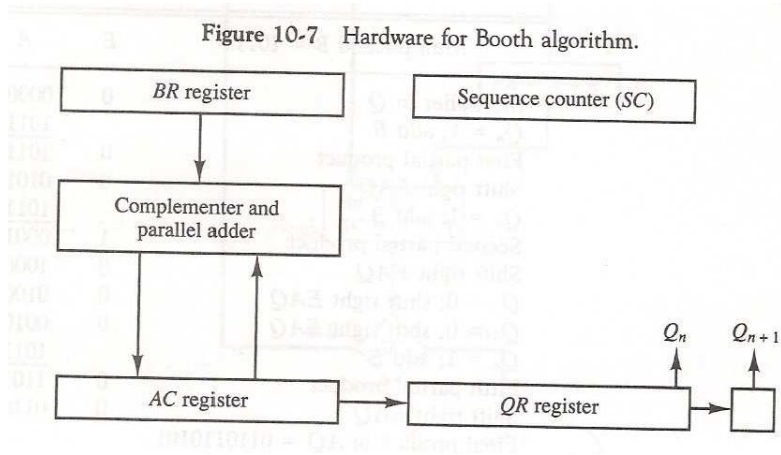 Figure 10-7 Hardware for Booth algorithm.
BR register
Sequence counter (SC)
Complementer and
parallel adder
Qn Qn + 1
AC register
QR register